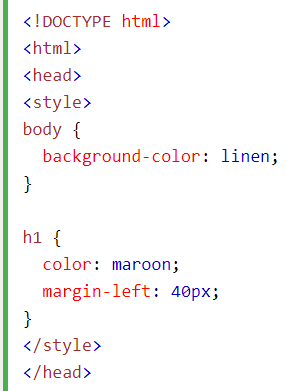 <!DOCTYPE html>
<html>
<head>
<style>
body {
  background-color: linen;
}

h1 {
  color: maroon;
  margin-left: 40px;
}
</style>
</head>